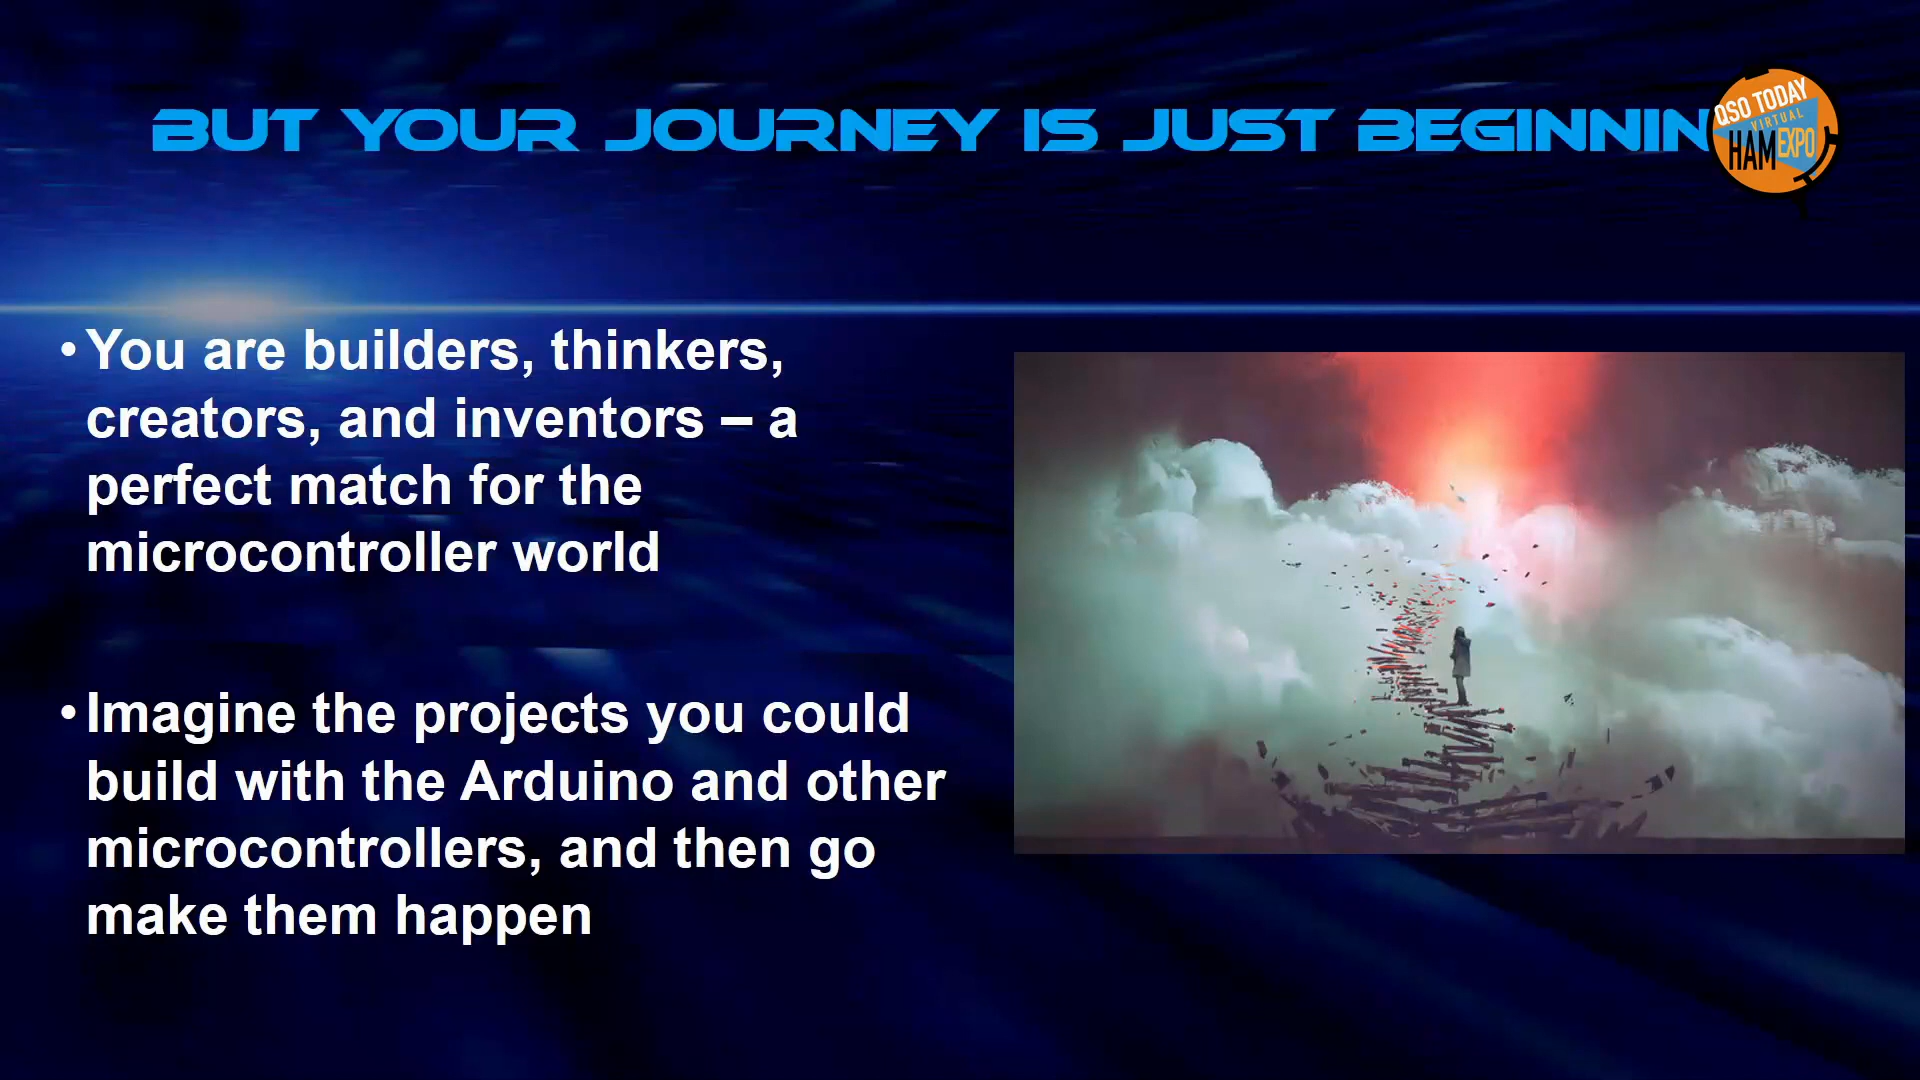 BUT YOUR JOURNEY IS JUST BEGINNIN
QSO TODAY
VIRTUAL
HAM EXPO
• You are builders, thinkers,
creators, and inventors – a
perfect match for the
microcontroller world
• Imagine the projects you could
build with the Arduino and other
microcontrollers, and then go
make them happen